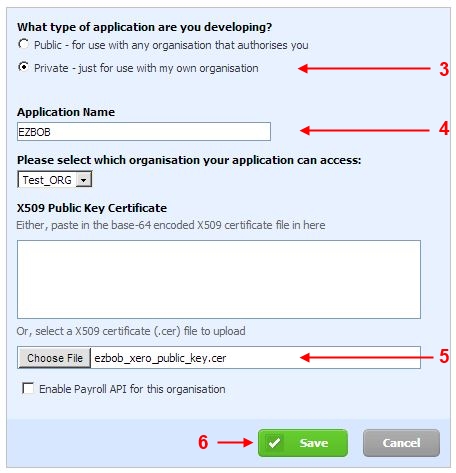 What type of application are you developing?
Public - for use with any organisation that authorises you
Private - just for use with my own organisation
3
Application Name
EZBOB
4
Please select which organisation your application can access:
Test_ORG
X509 Public Key Certificate
Either, paste in the base-64 encoded X509 certificate file in here
Or, select a X509 certificate (.cer) file to upload
Choose File ezbob_xero_public_key.cer
5
Enable Payroll API for this organisation
6
Save
Cancel